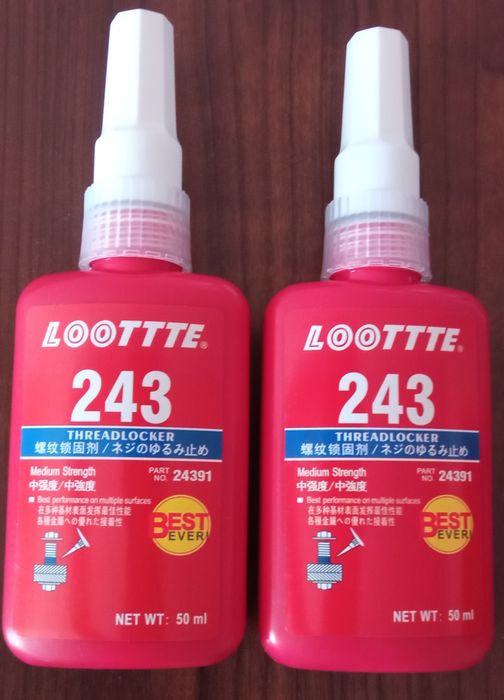 LOOTTTE®
243
THREADLOCKER
螺纹锁固剂/ネジのゆるみ止め
Medium Strength
中强度/中強度
PART NO. 24391
Best performance on multiple surfaces
在多种基材表面发挥最佳性能
各種金属への優れた接着性
BEST
EVER!
NET WT: 50 ml
LOOTTTE®
243
THREADLOCKER
螺纹锁固剂/ネジのゆるみ止め
Medium Strength
中强度/中強度
PART NO. 24391
Best performance on multiple surfaces
在多种基材表面发挥最佳性能
各種金属への優れた接着性
BEST
EVER!
NET WT: 50 ml